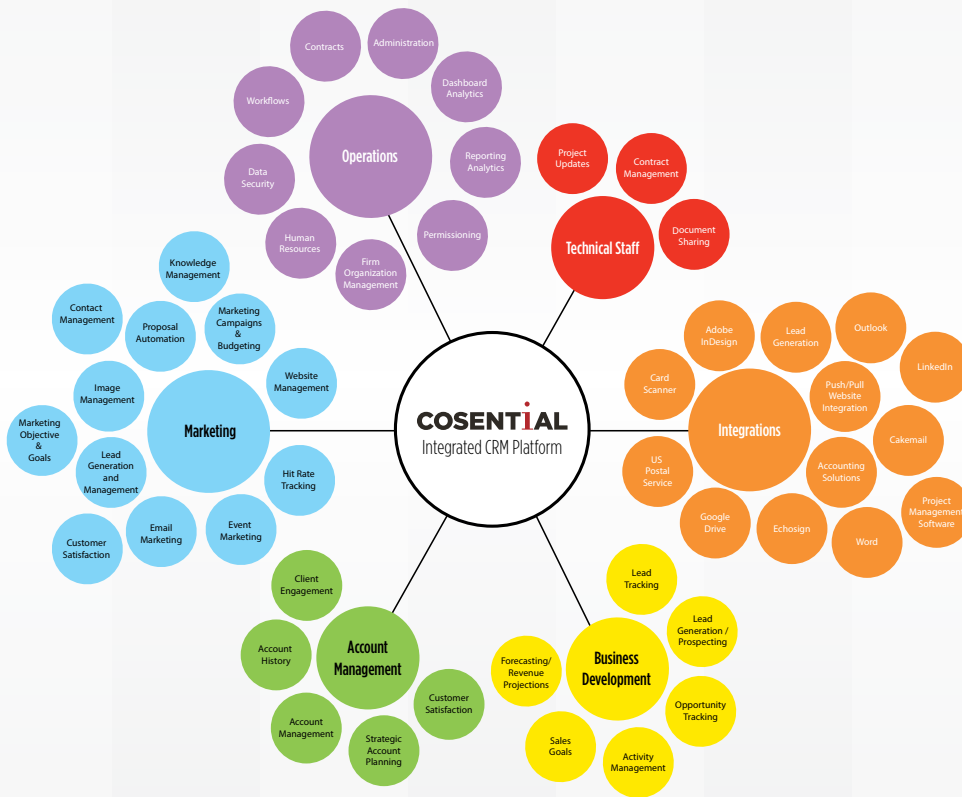 COSENTiAL
Integrated CRM Platform
Operations
Contracts
Administration
Dashboard
Analytics
Reporting
Analytics
Permissioning
Firm
Organization
Management
Human
Resources
Data
Security
Workflows
Technical Staff
Project
Updates
Contract
Management
Document
Sharing
Integrations
Adobe
InDesign
Lead
Generation
Outlook
LinkedIn
Push/Pull
Website
Integration
Cakemail
Accounting
Solutions
Project
Management
Software
Word
Echosign
Google
Drive
US
Postal
Service
Card
Scanner
Business
Development
Lead
Tracking
Lead
Generation /
Prospecting
Opportunity
Tracking
Activity
Management
Sales
Goals
Forecasting/
Revenue
Projections
Account
Management
Client
Engagement
Account
History
Account
Management
Strategic
Account
Planning
Customer
Satisfaction
Marketing
Knowledge
Management
Contact
Management
Proposal
Automation
Marketing
Campaigns
&
Budgeting
Website
Management
Image
Management
Marketing
Objective
&
Goals
Lead
Generation
and
Management
Hit Rate
Tracking
Customer
Satisfaction
Email
Marketing
Event
Marketing